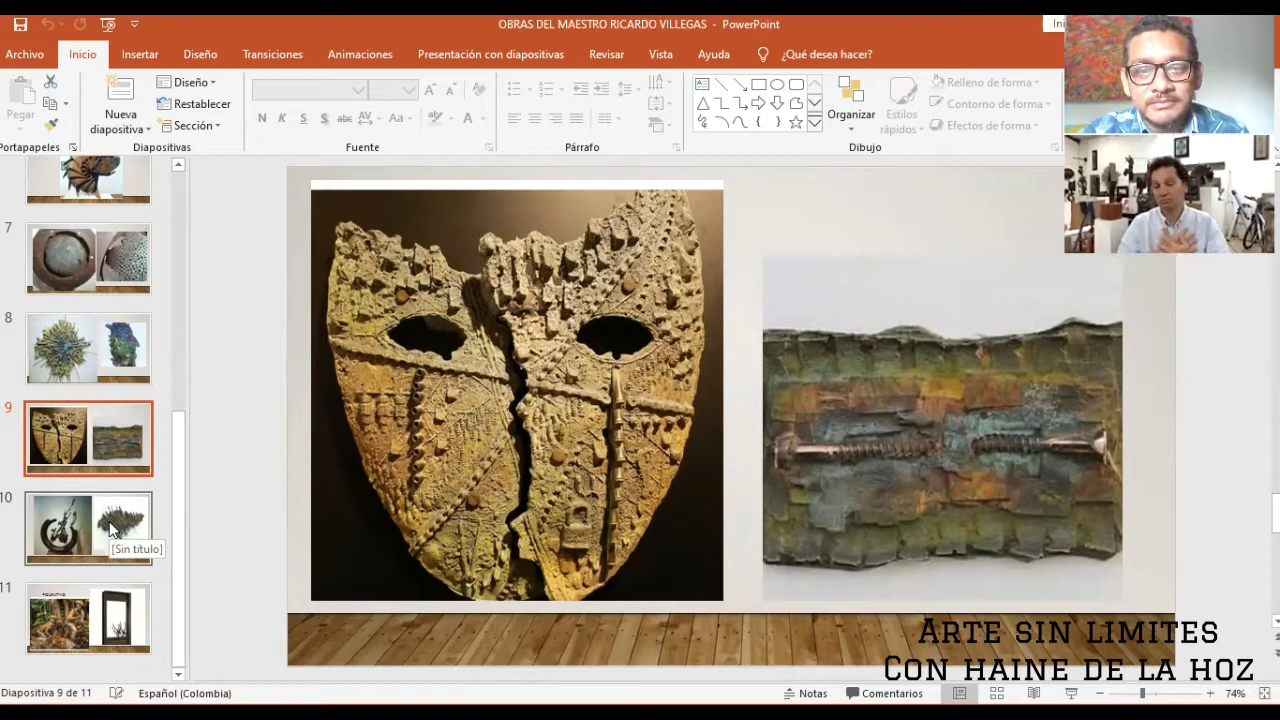 OBRAS DEL MAESTRO RICARDO VILLEGAS - PowerPoint
Archivo Inicio Insertar Diseño Transiciones Animaciones Presentación con diapositivas Revisar Vista Ayuda ¿Qué desea hacer?
Pegar
Nueva diapositiva
Diseño
Restablecer
Sección
N K S S abc AV Aa A
Organizar
Estilos rápidos
Relleno de forma
Contorno de forma
Efectos de forma
Portapapeles Diapositivas Fuente Párrafo Dibujo
7
8
9
10
[Sin título]
11
ARTE SIN LIMITES
CON HAINE DE LA HOZ
Diapositiva 9 de 11 Español (Colombia) Notas Comentarios 74%